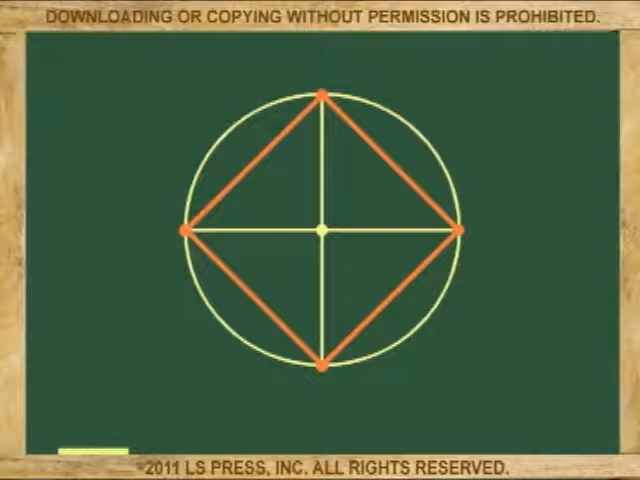 DOWNLOADING OR COPYING WITHOUT PERMISSION IS PROHIBITED.
©2011 LS PRESS, INC. ALL RIGHTS RESERVED.